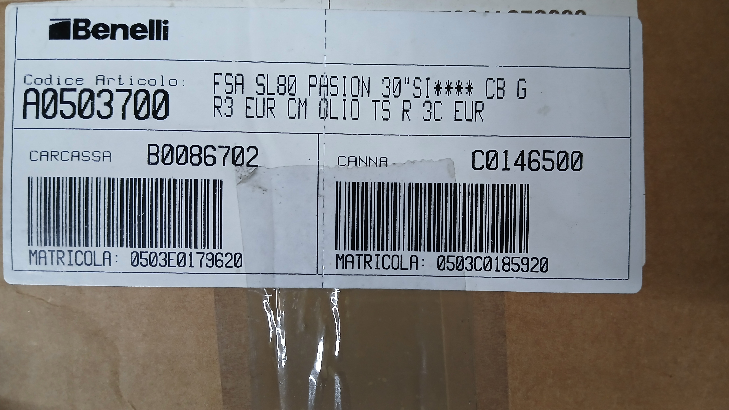 Benelli
Codice Articolo:
A0503700
FSA SL80 PASION 30"SI**** CB G
R3 EUR CM OLIO TS R 3C EUR
CARCASSA B0086702
CANNA C0146500
MATRICOLA: 0503E0179620
MATRICOLA: 0503C0185920